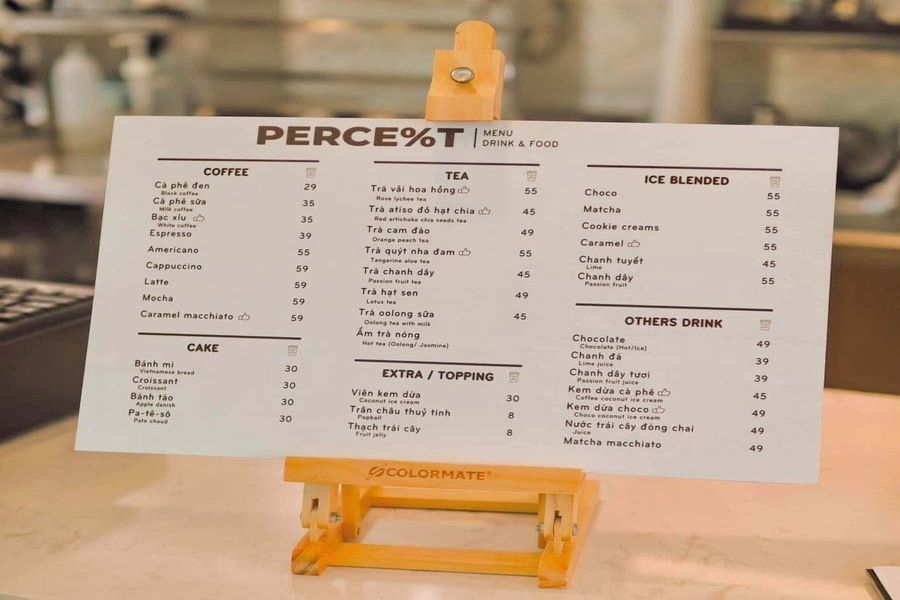 PERCE%T
MENU
DRINK & FOOD
COFFEE
Cà phê đen 29
Black coffee
Cà phê sữa 35
Milk coffee
Bạc xỉu 35
White coffee
Espresso 39
Americano 55
Cappuccino 59
Latte 59
Mocha 59
Caramel macchiato 59
CAKE
Bánh mì 30
Vietnamese bread
Croissant 30
Croissant
Bánh táo 30
Apple danish
Pa-tê-sô 30
Pate chaud
TEA
Trà vải hoa hồng 55
Rose lychee tea
Trà atiso đỏ hạt chia 45
Red artichoke chia seeds tea
Trà cam đào 49
Orange peach tea
Trà quýt nha đam 55
Tangerine aloe tea
Trà chanh dây 45
Passion fruit tea
Trà hạt sen 49
Lotus tea
Trà oolong sữa 45
Oolong tea with milk
Ấm trà nóng
Hot tea (Oolong/ Jasmine)
EXTRA / TOPPING
Viên kem dừa 30
Coconut ice cream
Trân châu thuỷ tinh 8
Popball
Thạch trái cây 8
Fruit jelly
ICE BLENDED
Choco 55
Matcha 55
Cookie creams 55
Caramel 55
Chanh tuyết 45
Lime
Chanh dây 55
Passion fruit
OTHERS DRINK
Chocolate 49
Chocolate (Hot/Ice)
Chanh đá 39
Lime juice
Chanh dây tươi 39
Passion fruit juice
Kem dừa cà phê 45
Coffee coconut ice cream
Kem dừa choco 49
Choco coconut ice cream
Nước trái cây đóng chai 49
Juice
Matcha macchiato 49
COLORMATE®